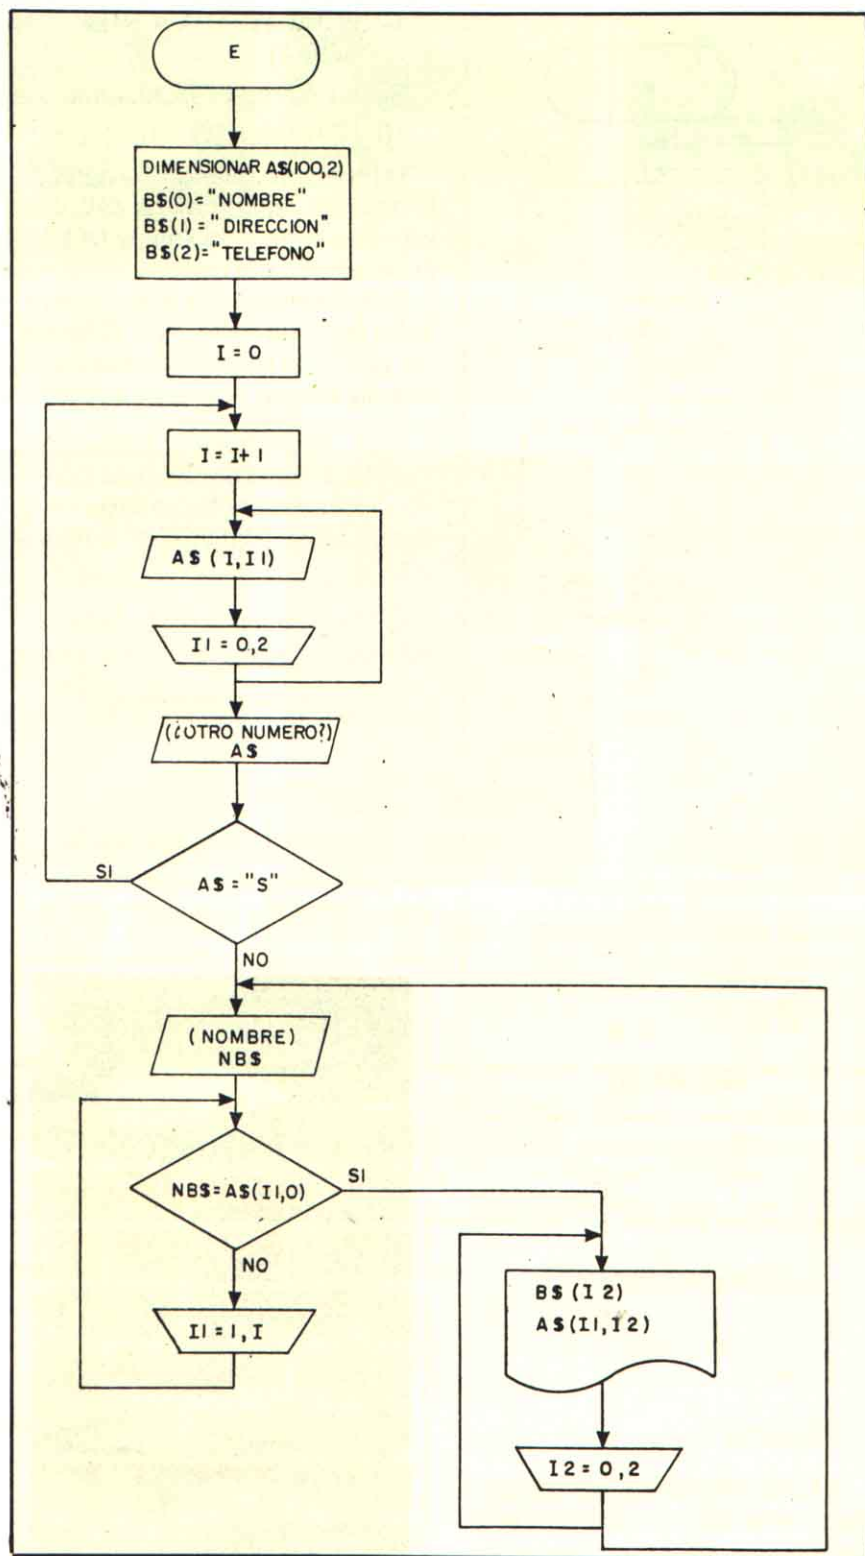 E
DIMENSIONAR A$(100,2)
B$(0)="NOMBRE"
B$(1)="DIRECCION"
B$(2)="TELEFONO"
I=0
I=I+1
A$(I,I1)
I1=0,2
(¿OTRO NUMERO?)
A$
A$="S"
SI
NO
(NOMBRE)
NB$
NB$=A$(I1,0)
SI
NO
I1=1,I
B$(I2)
A$(I1,I2)
I2=0,2